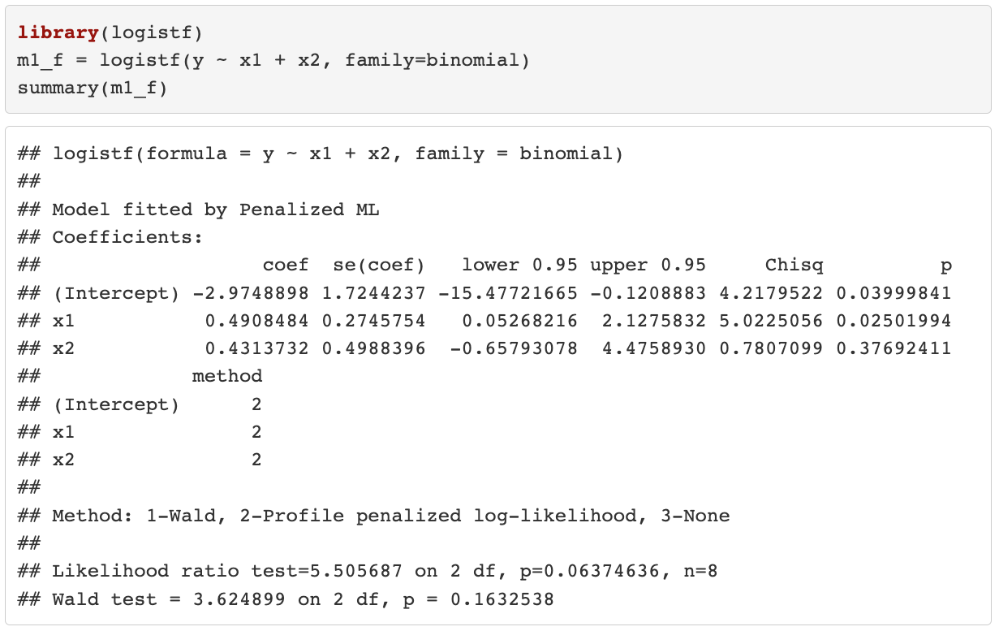 library(logistf)
m1_f = logistf(y ~ x1 + x2, family=binomial)
summary(m1_f)
## logistf(formula = y ~ x1 + x2, family = binomial)
##
## Model fitted by Penalized ML
## Coefficients:
##                   coef  se(coef)   lower 0.95 upper 0.95     Chisq          p
## (Intercept) -2.9748898 1.7244237 -15.47721665 -0.1208883 4.2179522 0.03999841
## x1           0.4908484 0.2745754   0.05268216  2.1275832 5.0225056 0.02501994
## x2           0.4313732 0.4988396  -0.65793078  4.4758930 0.7807099 0.37692411
##             method
## (Intercept)      2
## x1               2
## x2               2
##
## Method: 1-Wald, 2-Profile penalized log-likelihood, 3-None
##
## Likelihood ratio test=5.505687 on 2 df, p=0.06374636, n=8
## Wald test = 3.624899 on 2 df, p = 0.1632538